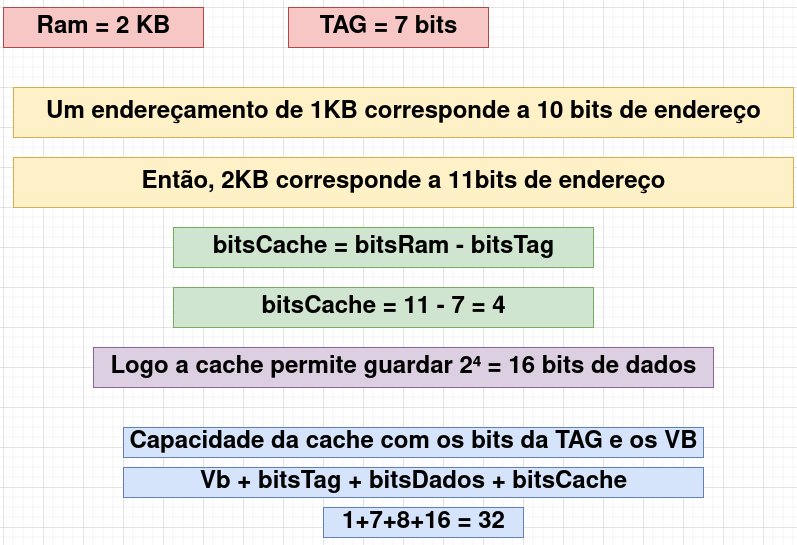 Ram = 2 KB
TAG = 7 bits
Um endereçamento de 1KB corresponde a 10 bits de endereço
Então, 2KB corresponde a 11bits de endereço
bitsCache = bitsRam - bitsTag
bitsCache = 11 - 7 = 4
Logo a cache permite guardar 2⁴ = 16 bits de dados
Capacidade da cache com os bits da TAG e os VB
Vb + bitsTag + bitsDados + bitsCache
1+7+8+16 = 32